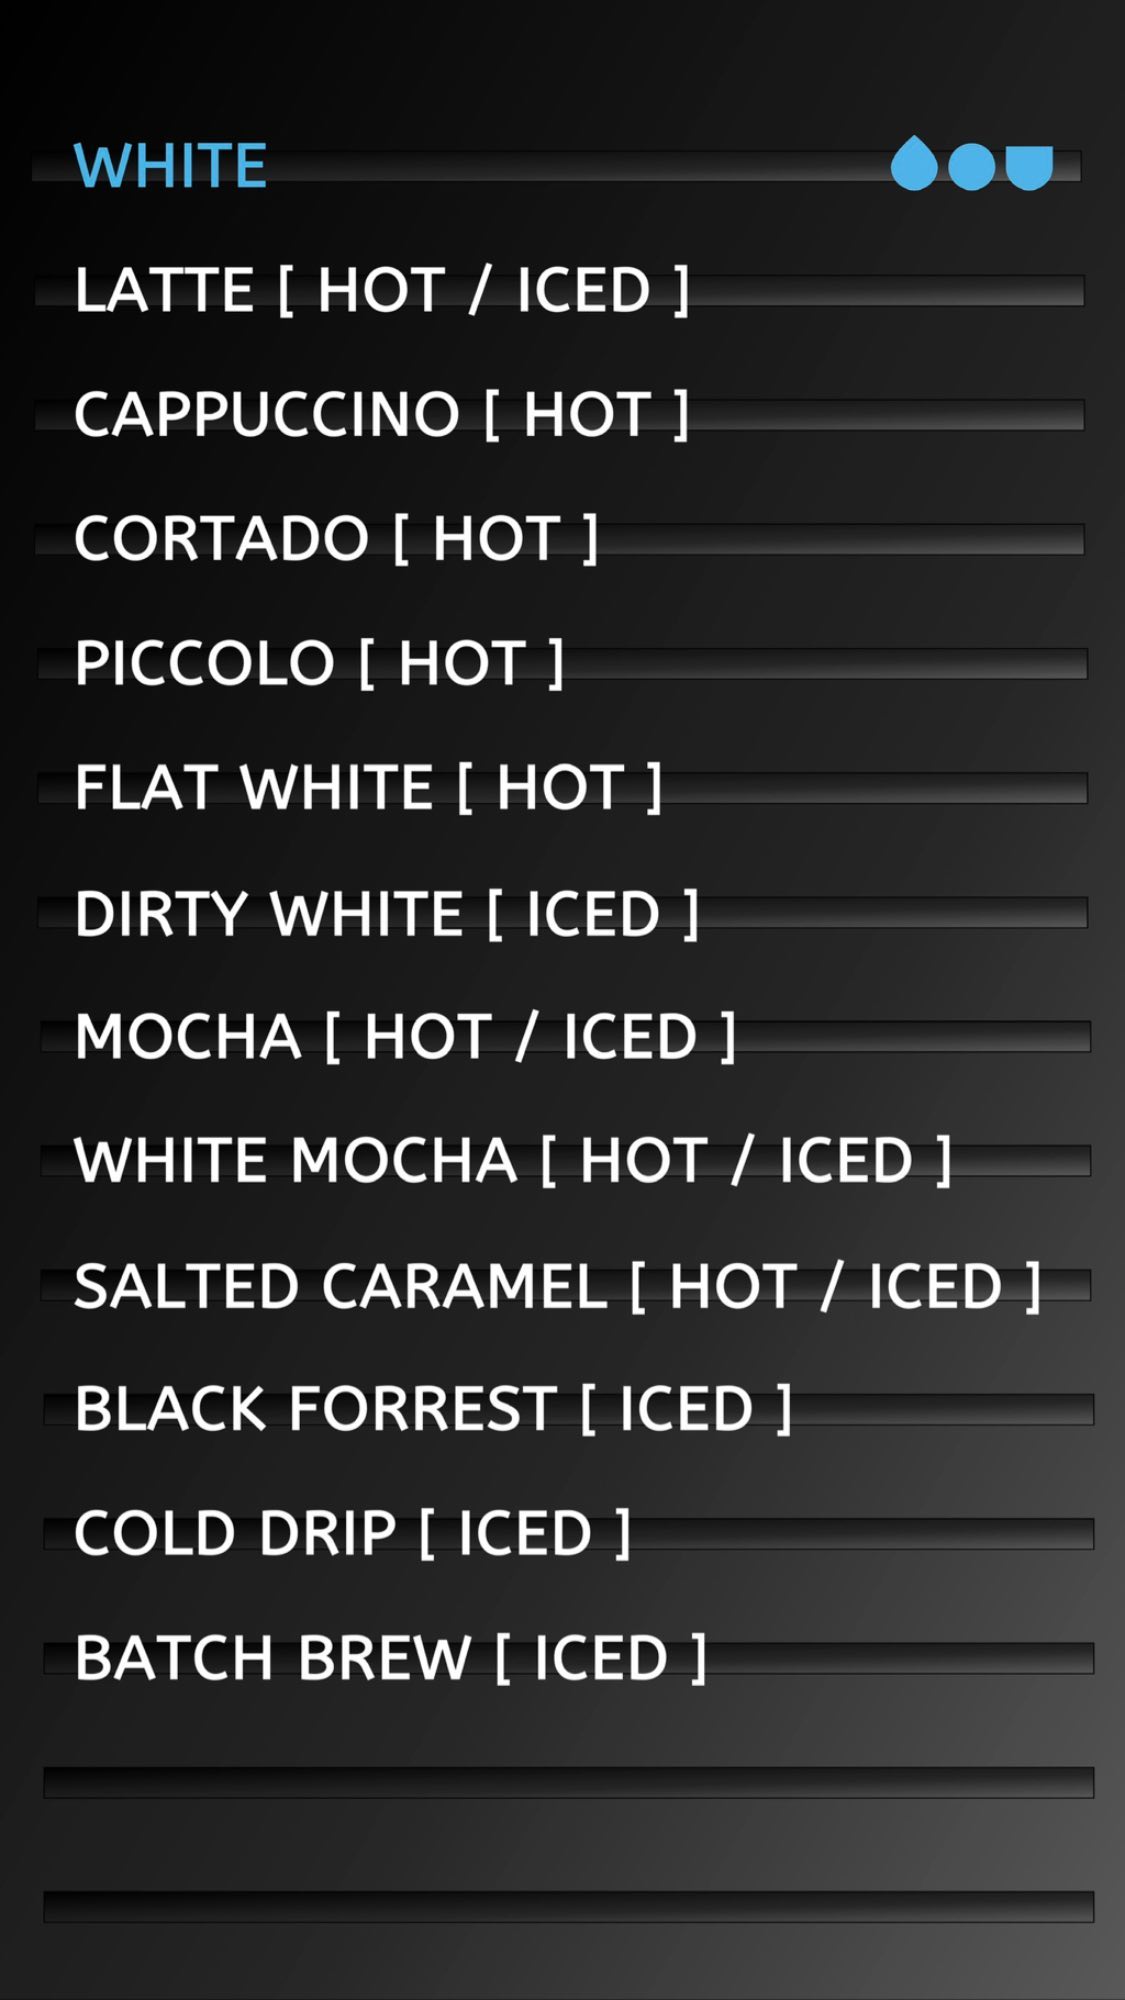 WHITE
LATTE [ HOT / ICED ]
CAPPUCCINO [ HOT ]
CORTADO [ HOT ]
PICCOLO [ HOT ]
FLAT WHITE [ HOT ]
DIRTY WHITE [ ICED ]
MOCHA [ HOT / ICED ]
WHITE MOCHA [ HOT / ICED ]
SALTED CARAMEL [ HOT / ICED ]
BLACK FORREST [ ICED ]
COLD DRIP [ ICED ]
BATCH BREW [ ICED ]